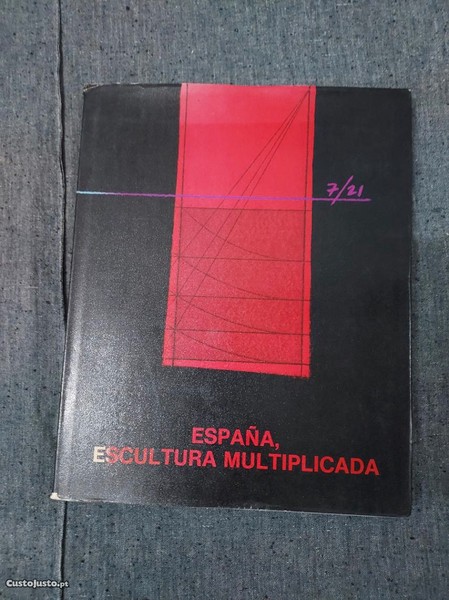 7/21
ESPAÑA,
ESCULTURA MULTIPLICADA
CustoJusto.pt